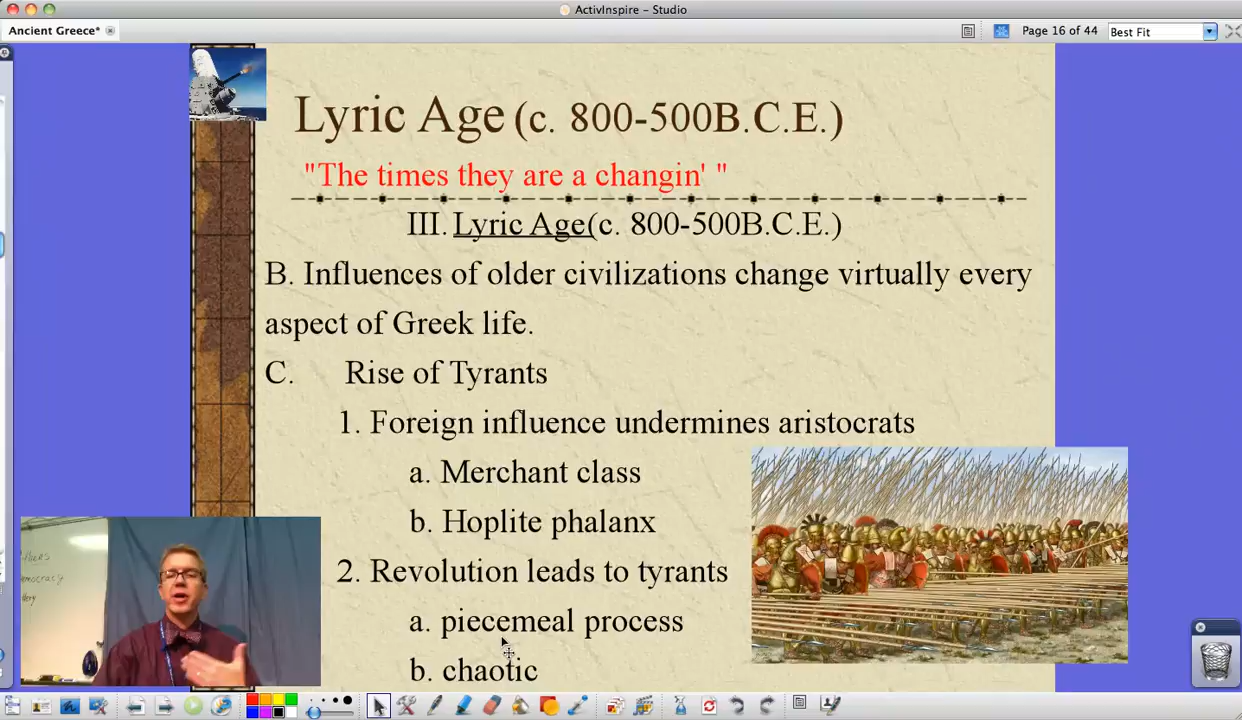 ActivInspire - Studio
Ancient Greece*
Page 16 of 44
Best Fit
Lyric Age (c. 800-500B.C.E.)
"The times they are a changin' "
III. Lyric Age(c. 800-500B.C.E.)
B. Influences of older civilizations change virtually every
aspect of Greek life.
C. Rise of Tyrants
1. Foreign influence undermines aristocrats
a. Merchant class
b. Hoplite phalanx
2. Revolution leads to tyrants
a. piecemeal process
b. chaotic